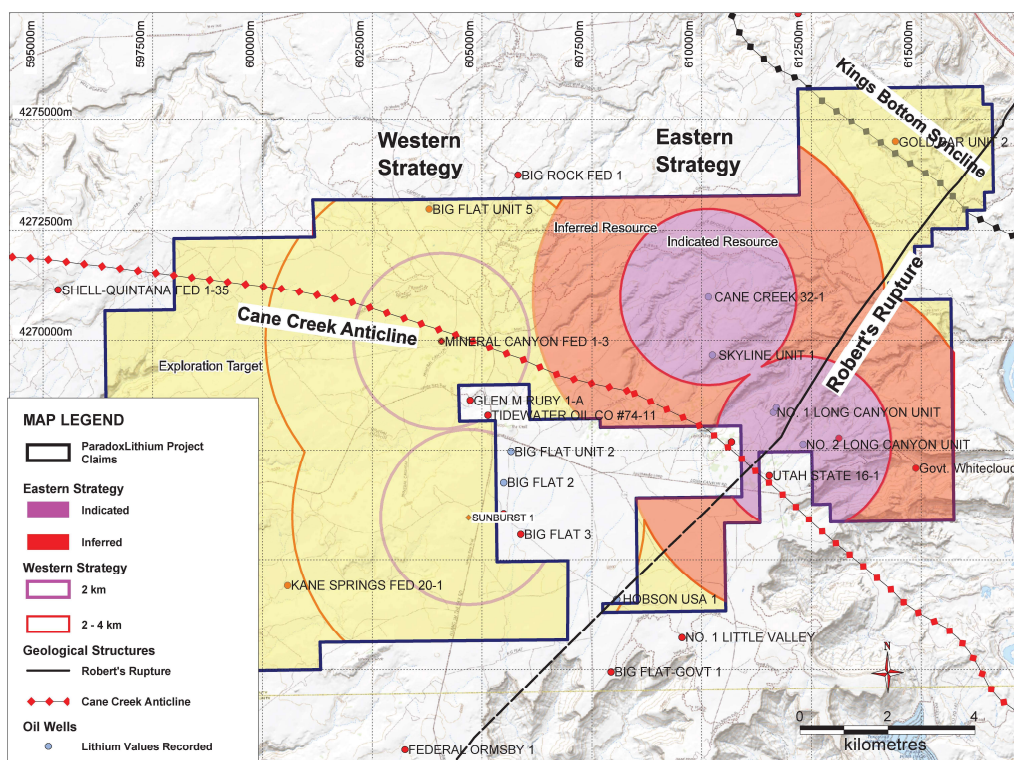 595000m
597500m
600000m
602500m
605000m
607500m
610000m
612500m
615000m
4275000m
4272500m
4270000m
Western
Strategy
Eastern
Strategy
Kings Bottom Syncline
GOLD BAR UNIT 2
BIG ROCK FED 1
BIG FLAT UNIT 5
Inferred Resource
Indicated Resource
SHELL-QUINTANA FED 1-35
CANE CREEK 32-1
Cane Creek Anticline
Robert's Rupture
MINERAL CANYON FED 1-3
SKYLINE UNIT 1
Exploration Target
GLEN M RUBY 1-A
TIDEWATER OIL CO #74-11
NO. 1 LONG CANYON UNIT
NO. 2 LONG CANYON UNIT
BIG FLAT UNIT 2
Govt. Whitecloud
UTAH STATE 16-1
BIG FLAT 2
SUNBURST 1
BIG FLAT 3
KANE SPRINGS FED 20-1
HOBSON USA 1
NO. 1 LITTLE VALLEY
BIG FLAT-GOVT 1
FEDERAL ORMSBY 1
MAP LEGEND
ParadoxLithium Project
Claims
Eastern Strategy
Indicated
Inferred
Western Strategy
2 km
2 - 4 km
Geological Structures
Robert's Rupture
Cane Creek Anticline
Oil Wells
Lithium Values Recorded
N
0 2 4
kilometres